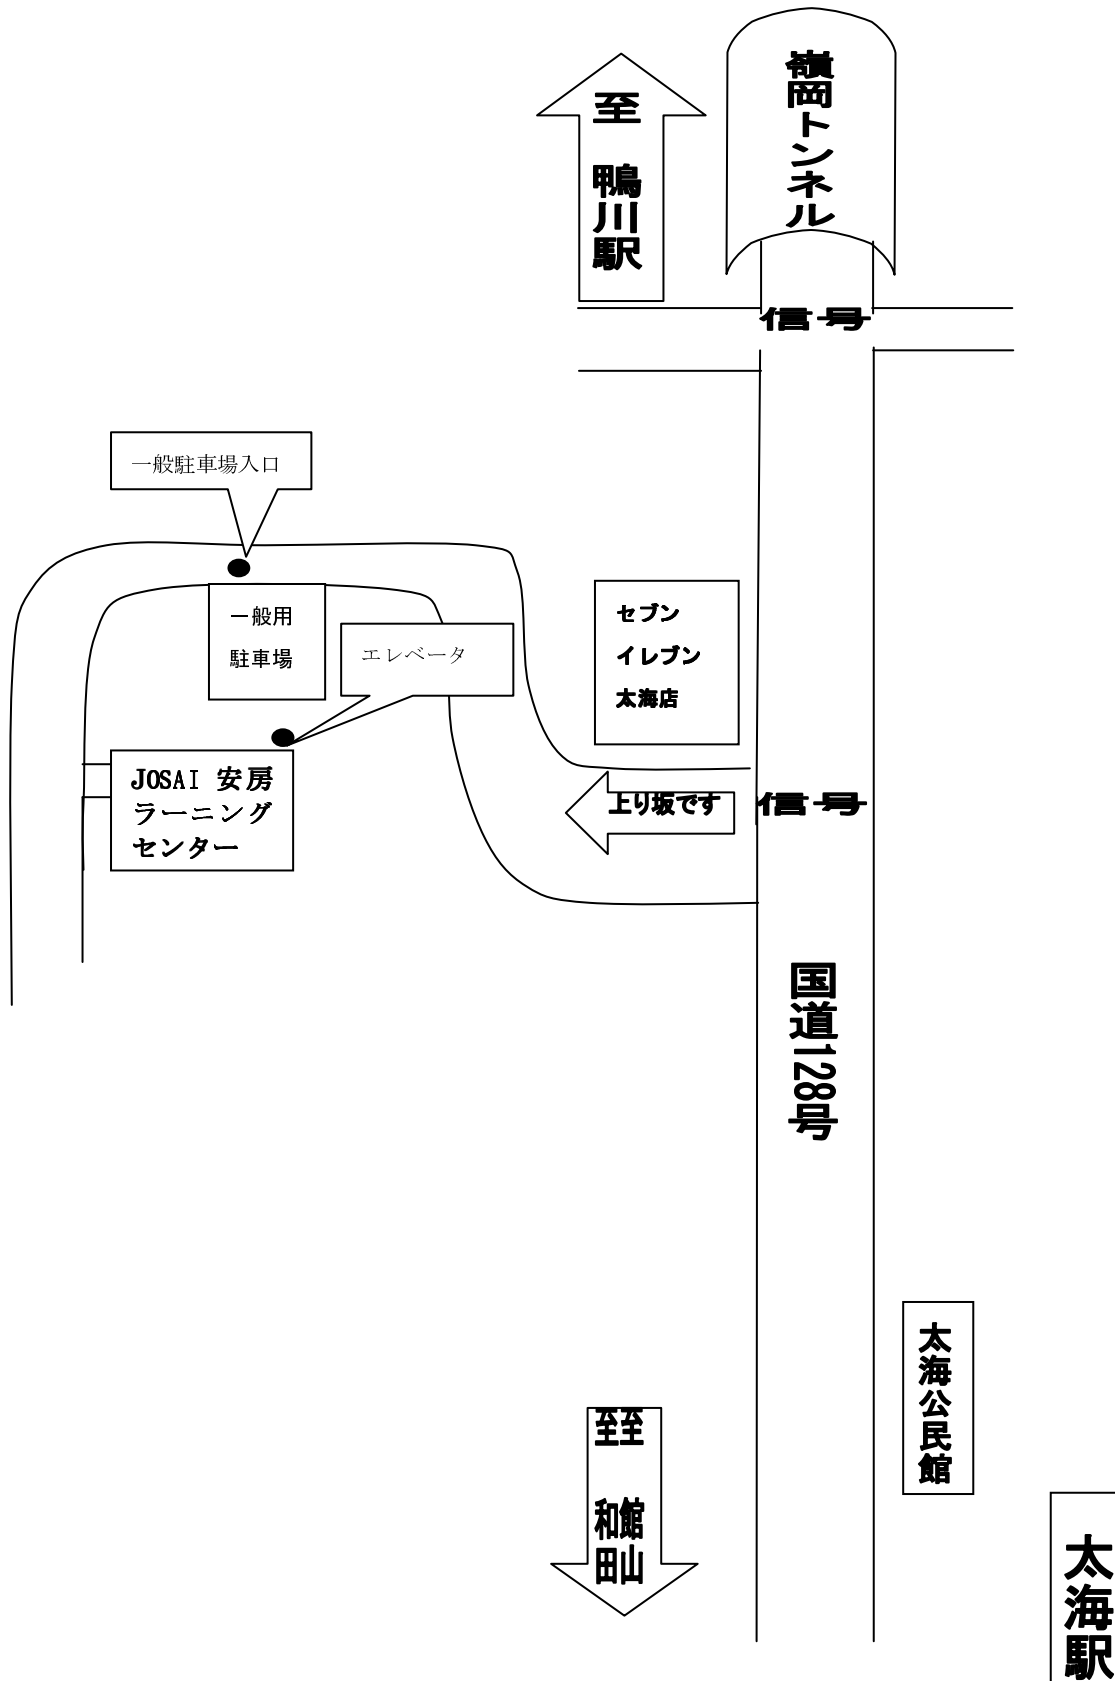 嶺岡トンネル
至 鴨川駅
信号
一般駐車場入口
一般用
駐車場
エレベータ
セブン
イレブン
太海店
JOSAI 安房
ラーニング
センター
上り坂です
信号
国道128号
太海公民館
至 館山
至 和田
太海駅